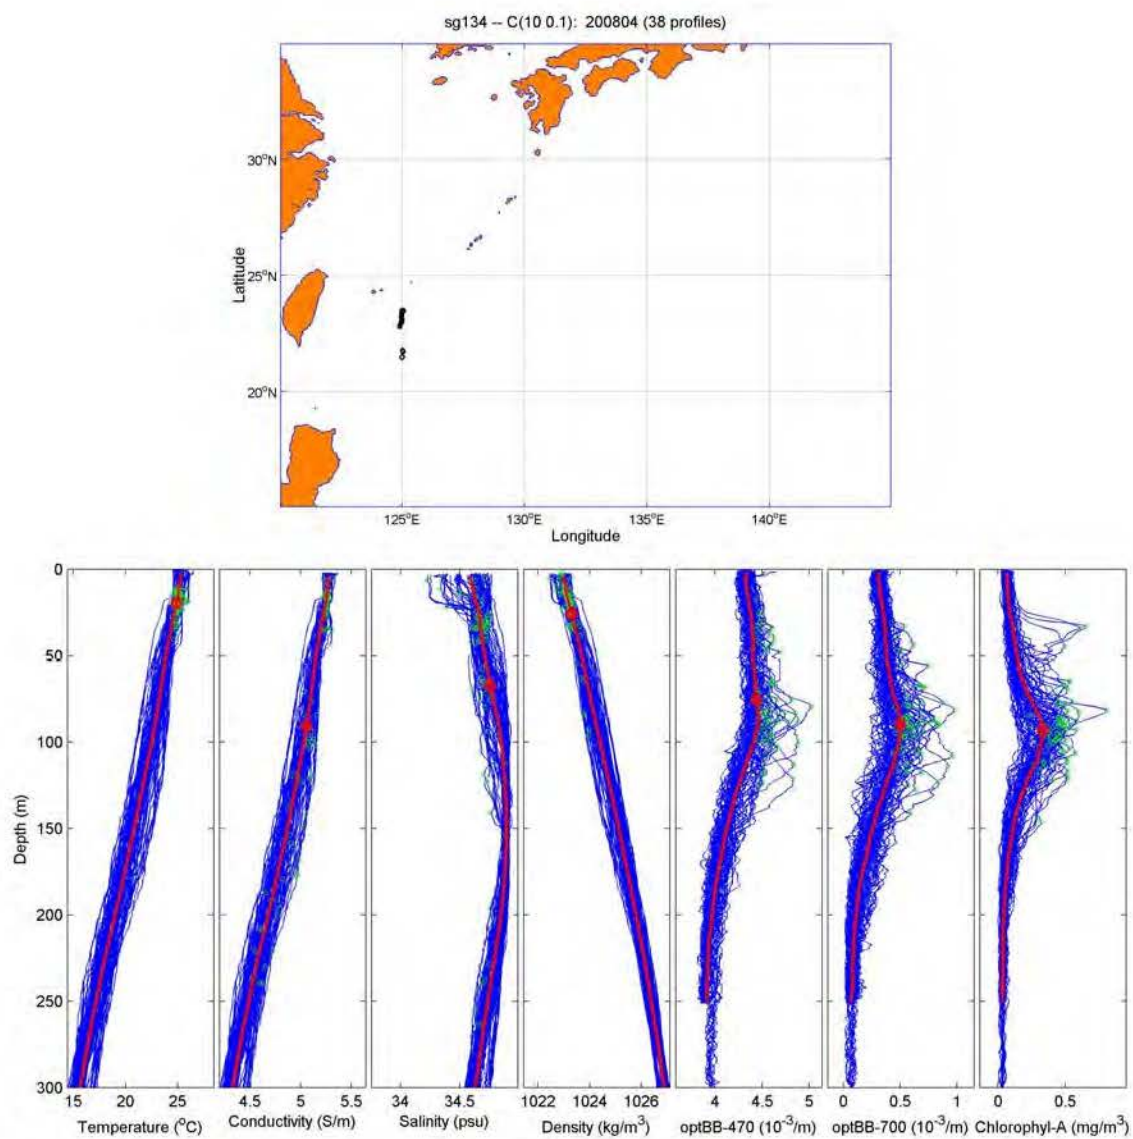 sg134 -- C(10 0.1): 200804 (38 profiles)
30°N
Latitude
25°N
20°N
125°E 130°E 135°E 140°E
Longitude
0
50
100
150
200
250
300
Depth (m)
15 20 25
Temperature (°C)
4.5 5 5.5
Conductivity (S/m)
34 34.5
Salinity (psu)
1022 1024 1026
Density (kg/m³)
4 4.5 5
optBB-470 (10⁻³/m)
0 0.5 1
optBB-700 (10⁻³/m)
0 0.5
Chlorophyl-A (mg/m³)